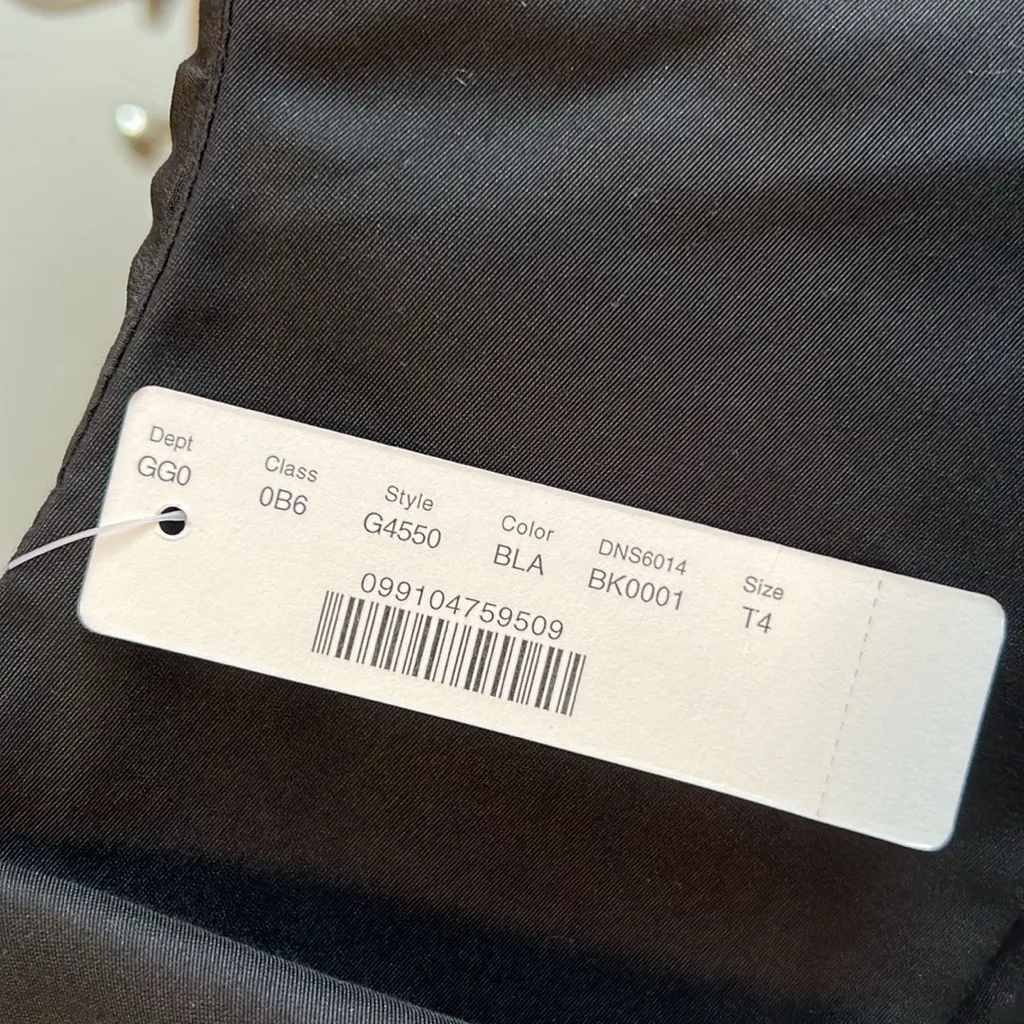 Dept Class Style Color DNS6014 Size
GG0 0B6 G4550 BLA BK0001 T4
099104759509